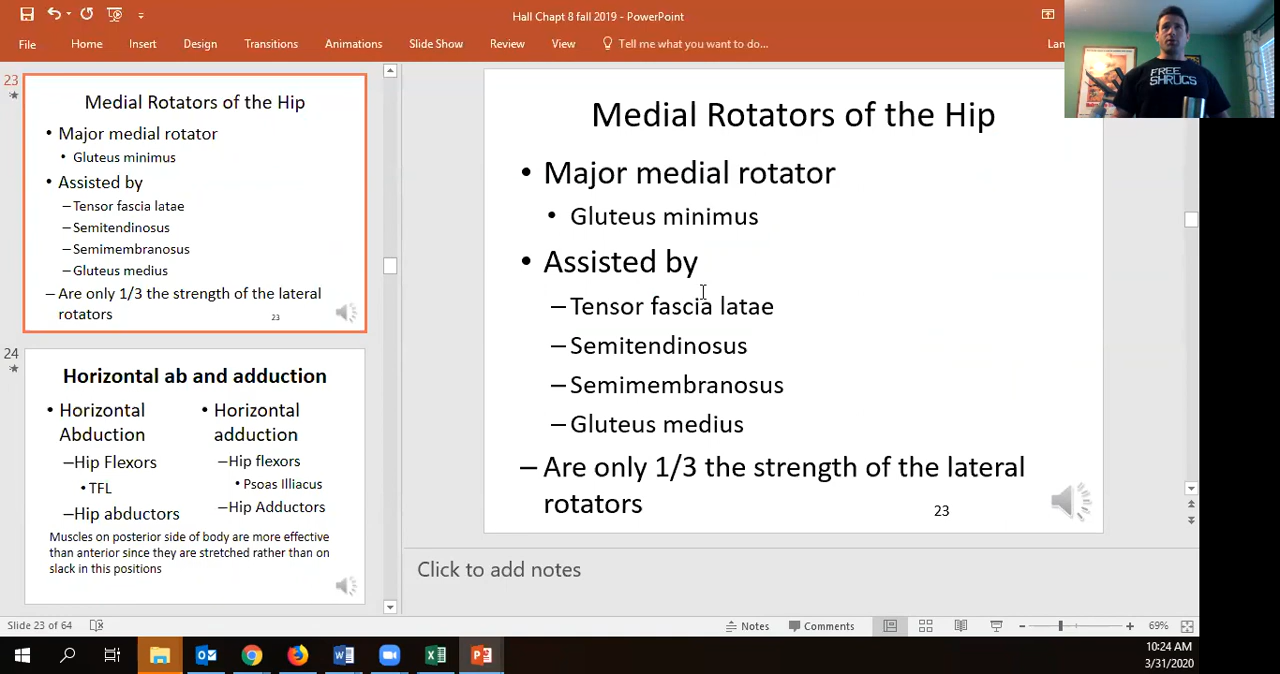 Hall Chapt 8 fall 2019 - PowerPoint
File Home Insert Design Slide Show Transitions Animations Review View Tell me what you want to do... Lan
FREE
SHRUGS
23
Medial Rotators of the Hip
• Major medial rotator
• Gluteus minimus
• Assisted by
–Tensor fascia latae
–Semitendinosus
–Semimembranosus
–Gluteus medius
– Are only 1/3 the strength of the lateral
rotators
23
24
Horizontal ab and adduction
• Horizontal
Abduction
–Hip Flexors
• TFL
–Hip abductors
• Horizontal
adduction
–Hip flexors
• Psoas Illiacus
–Hip Adductors
Muscles on posterior side of body are more effective
than anterior since they are stretched rather than on
slack in this positions
Medial Rotators of the Hip
• Major medial rotator
• Gluteus minimus
• Assisted by
–Tensor fascia latae
–Semitendinosus
–Semimembranosus
–Gluteus medius
– Are only 1/3 the strength of the lateral
rotators
23
Click to add notes
Slide 23 of 64 Notes Comments 69%
10:24 AM
3/31/2020